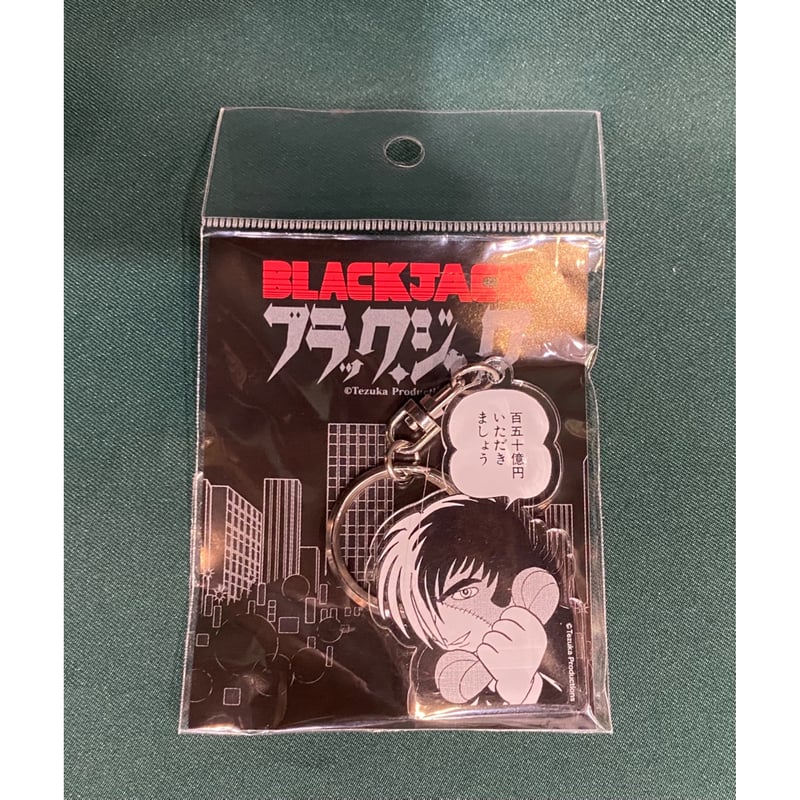 BLACKJACK
ブラック・ジャック
©Tezuka Productions
百五十億円
いただき
ましょう
©Tezuka Productions